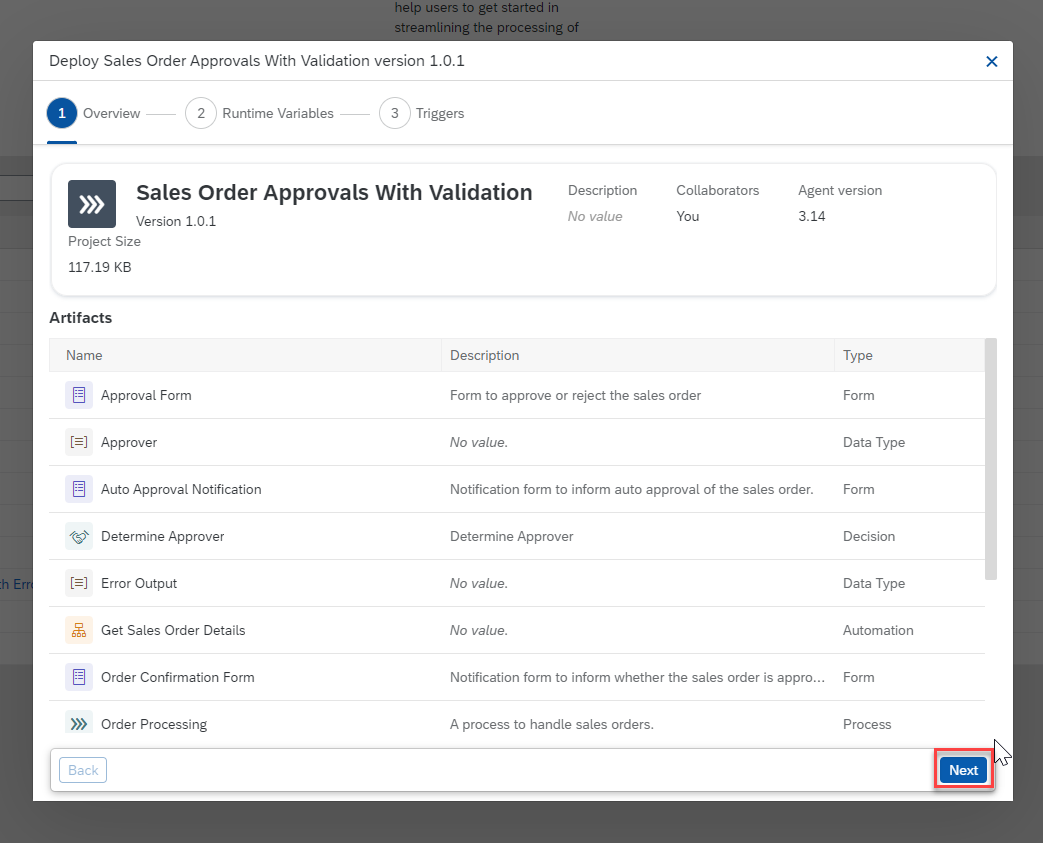 help users to get started in
streamlining the processing of
Deploy Sales Order Approvals With Validation version 1.0.1
1 Overview 2 Runtime Variables 3 Triggers
Sales Order Approvals With Validation
Version 1.0.1
Project Size
117.19 KB
Description
No value
Collaborators
You
Agent version
3.14
Artifacts
Name Description Type
Approval Form Form to approve or reject the sales order Form
Approver No value. Data Type
Auto Approval Notification Notification form to inform auto approval of the sales order. Form
Determine Approver Determine Approver Decision
Error Output No value. Data Type
th Erro
Get Sales Order Details No value. Automation
Order Confirmation Form Notification form to inform whether the sales order is appro... Form
Order Processing A process to handle sales orders. Process
Back Next